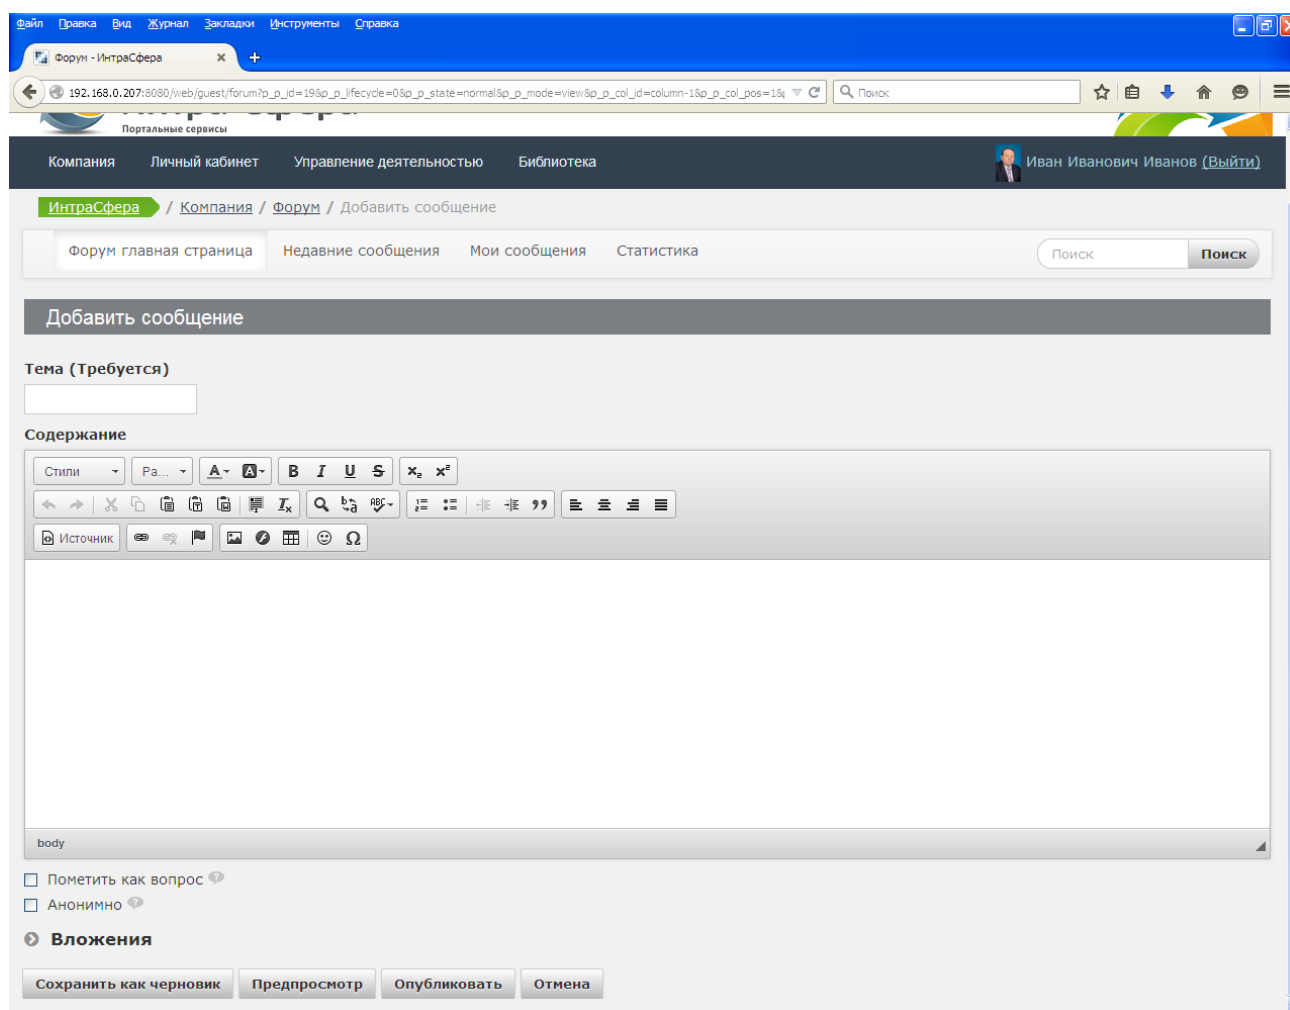 Файл Правка Вид Журнал Закладки Инструменты Справка
Форум - ИнтраСфера
192.168.0.207:8080/web/guest/forum?p_p_id=19&p_p_lifecycle=0&p_p_state=normal&p_p_mode=view&p_p_col_id=column-1&p_p_col_pos=1& Поиск
Портальные сервисы
Компания Личный кабинет Управление деятельностью Библиотека Иван Иванович Иванов (Выйти)
ИнтраСфера / Компания / Форум / Добавить сообщение
Форум главная страница Недавние сообщения Мои сообщения Статистика Поиск Поиск
Добавить сообщение
Тема (Требуется)
Содержание
Стили Ра...
Источник
body
Пометить как вопрос
Анонимно
Вложения
Сохранить как черновик Предпросмотр Опубликовать Отмена